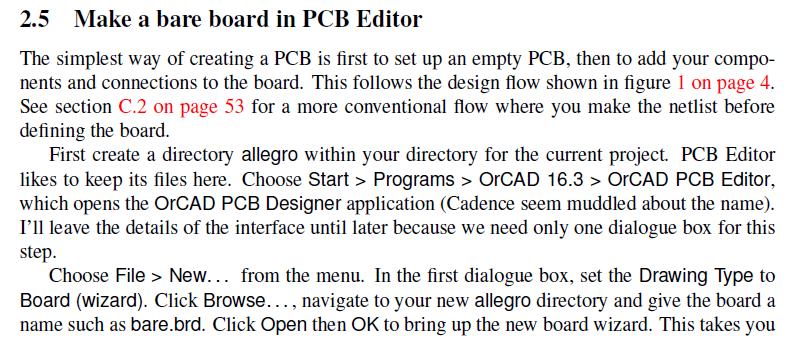 2.5 Make a bare board in PCB Editor
The simplest way of creating a PCB is first to set up an empty PCB, then to add your compo-
nents and connections to the board. This follows the design flow shown in figure 1 on page 4.
See section C.2 on page 53 for a more conventional flow where you make the netlist before
defining the board.
First create a directory allegro within your directory for the current project. PCB Editor
likes to keep its files here. Choose Start > Programs > OrCAD 16.3 > OrCAD PCB Editor,
which opens the OrCAD PCB Designer application (Cadence seem muddled about the name).
I'll leave the details of the interface until later because we need only one dialogue box for this
step.
Choose File > New... from the menu. In the first dialogue box, set the Drawing Type to
Board (wizard). Click Browse..., navigate to your new allegro directory and give the board a
name such as bare.brd. Click Open then OK to bring up the new board wizard. This takes you